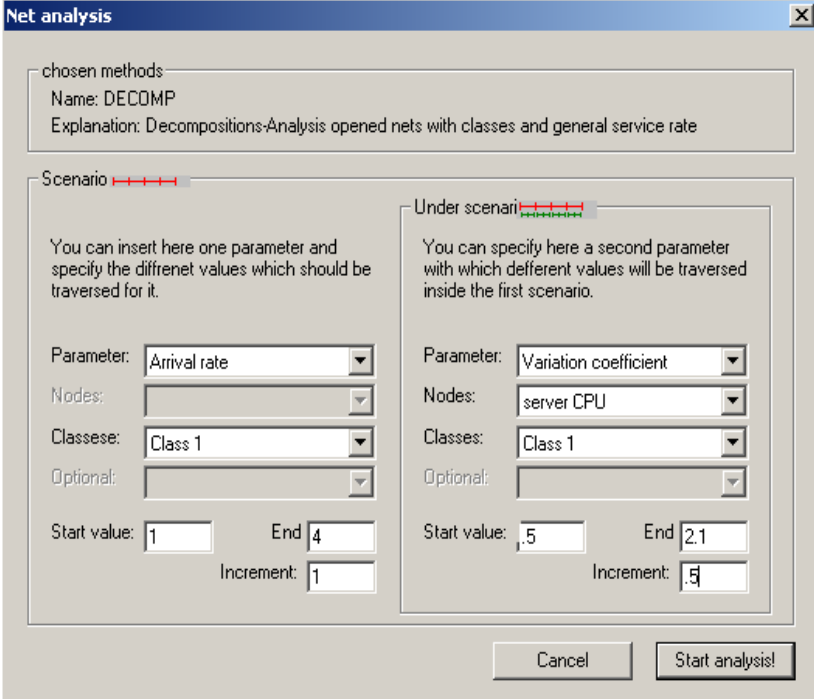 Net analysis
chosen methods
Name: DECOMP
Explanation: Decompositions-Analysis opened nets with classes and general service rate
Scenario
You can insert here one parameter and
specify the diffrenet values which should be
traversed for it.
Parameter: Arrival rate
Nodes:
Classese: Class 1
Optional:
Start value: 1 End 4
Increment: 1
Under scenari
You can specify here a second parameter
with which defferent values will be traversed
inside the first scenario.
Parameter: Variation coefficient
Nodes: server CPU
Classes: Class 1
Optional:
Start value: .5 End 2.1
Increment: .5
Cancel Start analysis!